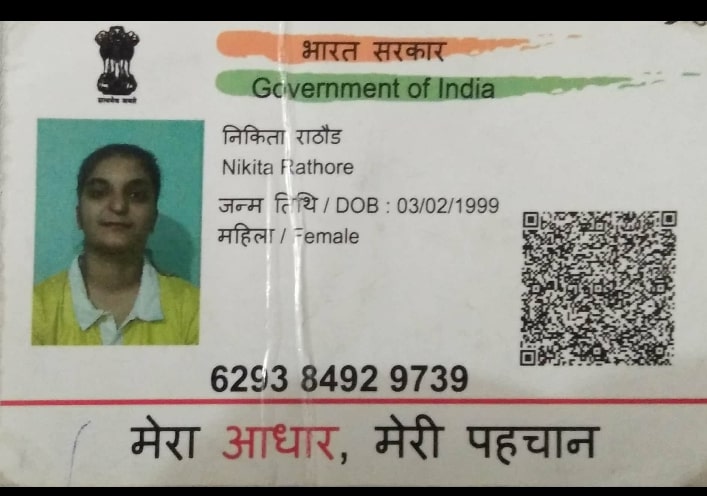 सत्यमेव जयते
भारत सरकार
Government of India
निकिता राठौड
Nikita Rathore
जन्म तिथि / DOB : 03/02/1999
महिला / Female
6293 8492 9739
मेरा आधार, मेरी पहचान